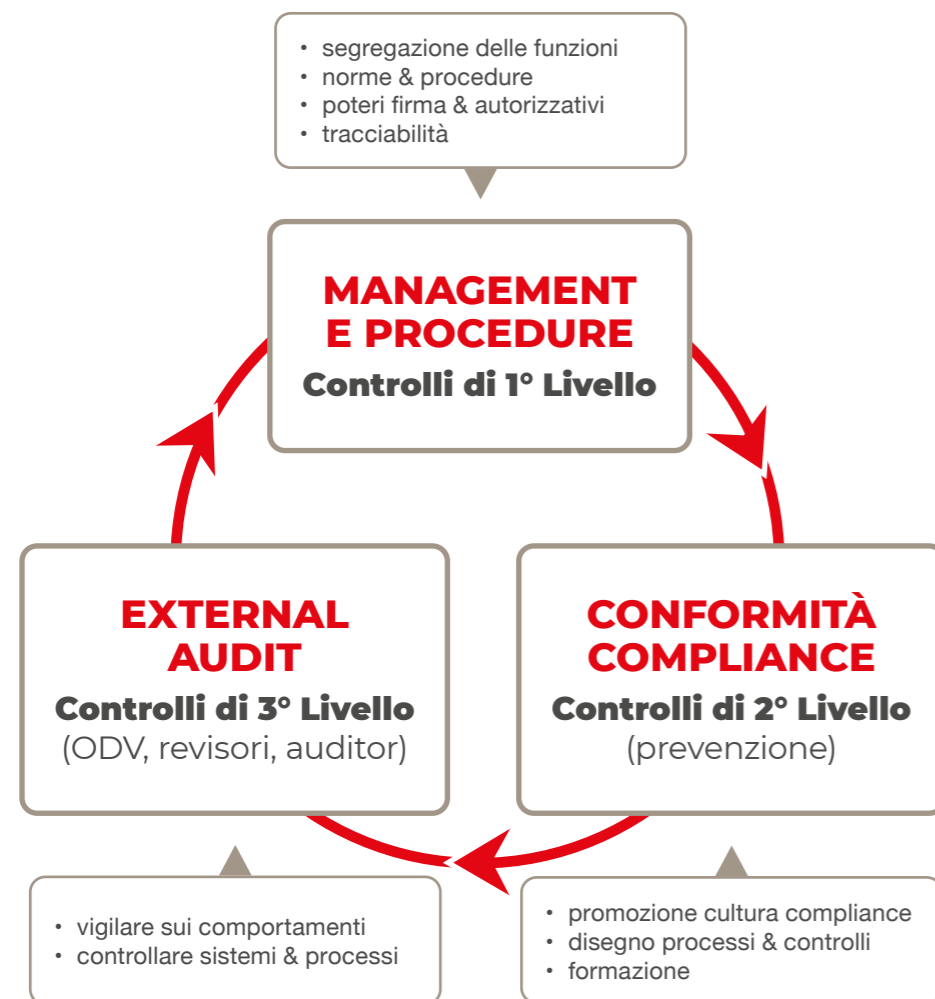 • segregazione delle funzioni
• norme & procedure
• poteri firma & autorizzativi
• tracciabilità
MANAGEMENT
E PROCEDURE
Controlli di 1° Livello
EXTERNAL
AUDIT
Controlli di 3° Livello
(ODV, revisori, auditor)
CONFORMITÀ
COMPLIANCE
Controlli di 2° Livello
(prevenzione)
• vigilare sui comportamenti
• controllare sistemi & processi
• promozione cultura compliance
• disegno processi & controlli
• formazione